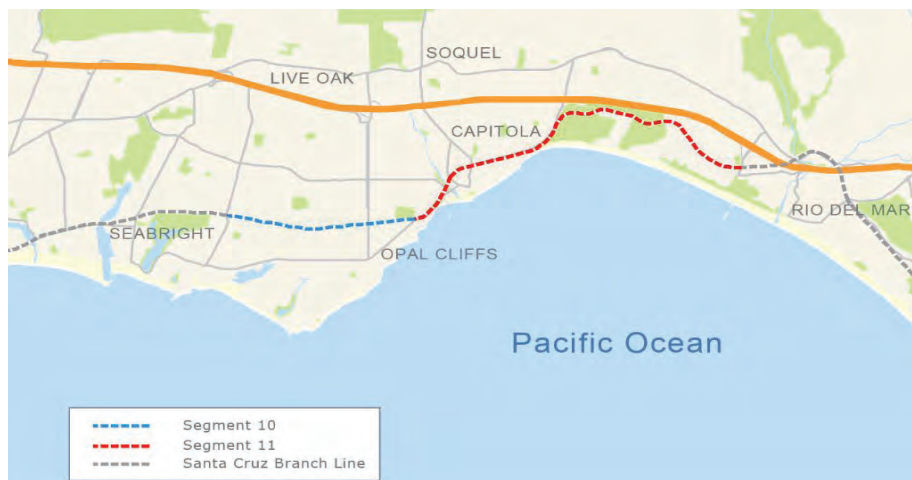 SOQUEL
LIVE OAK
CAPITOLA
RIO DEL MAR
SEABRIGHT
OPAL CLIFFS
Pacific Ocean
Segment 10
Segment 11
Santa Cruz Branch Line